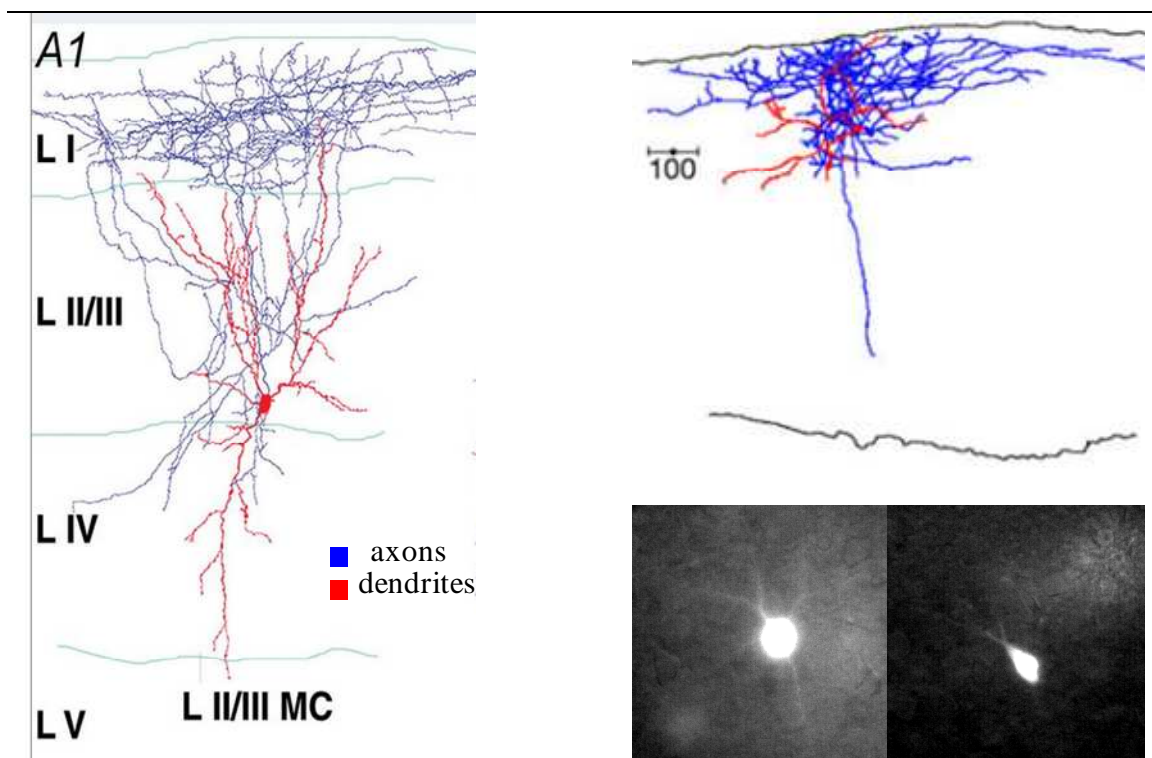 A1
L I
L II/III
L IV
axons
dendrites
L II/III MC
L V
100